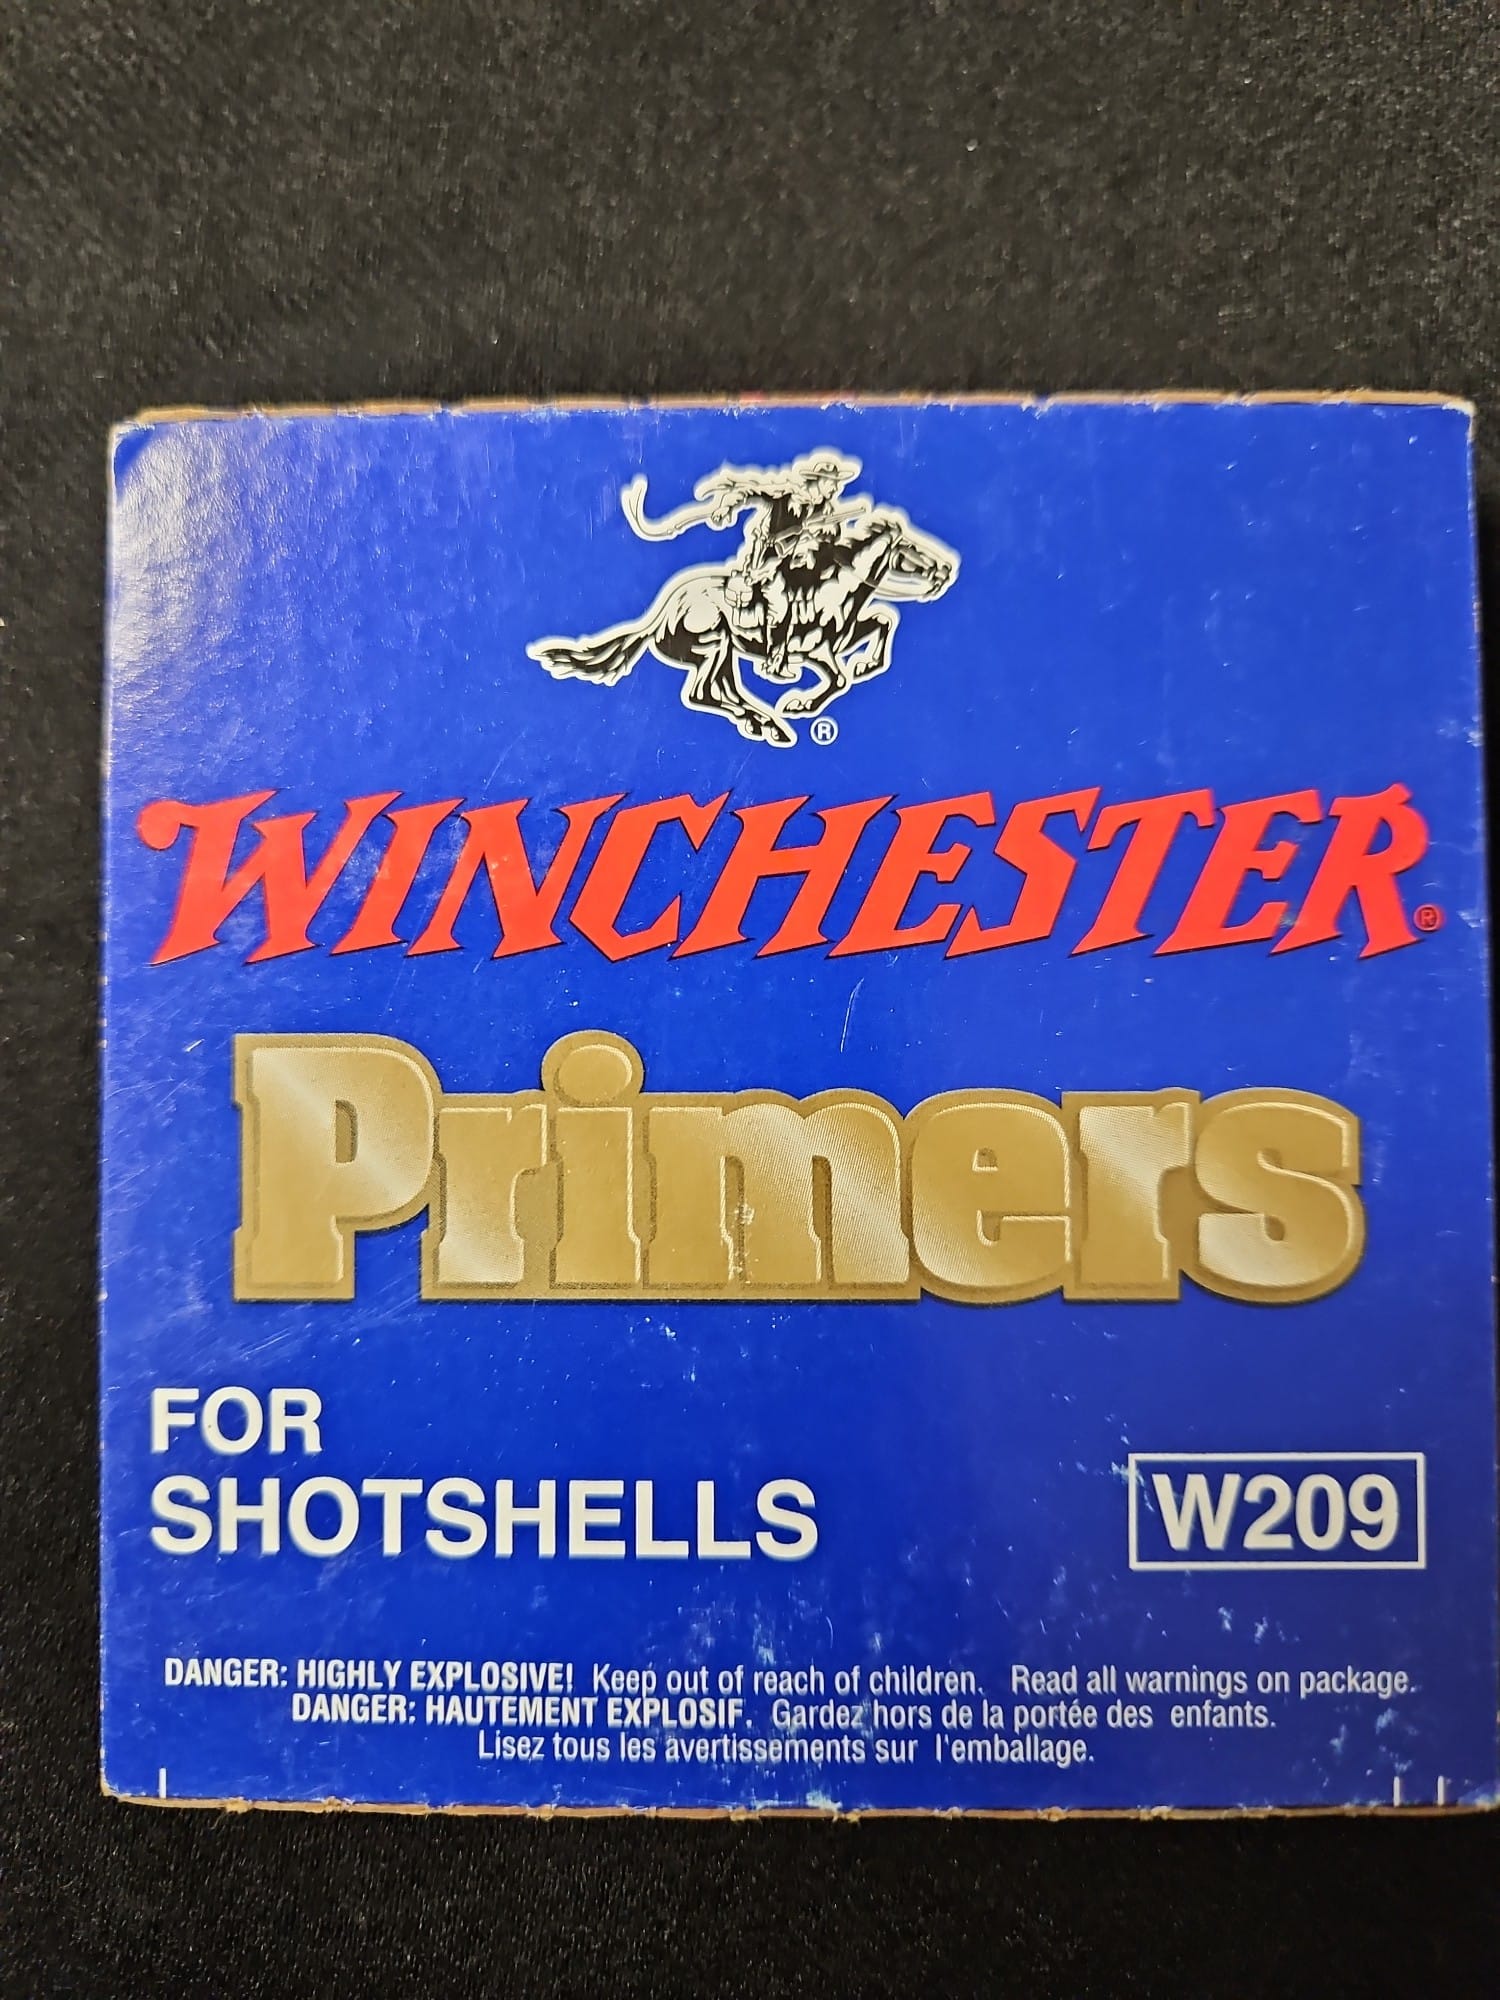 ®
WINCHESTER®
Primers
FOR
SHOTSHELLS
W209
DANGER: HIGHLY EXPLOSIVE! Keep out of reach of children. Read all warnings on package.
DANGER: HAUTEMENT EXPLOSIF. Gardez hors de la portée des enfants.
Lisez tous les avertissements sur l'emballage.